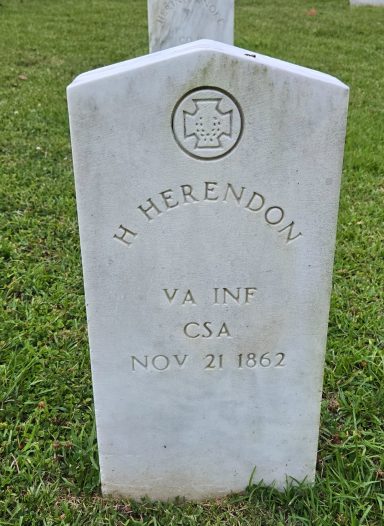 H HERENDON
VA INF
CSA
NOV 21 1862